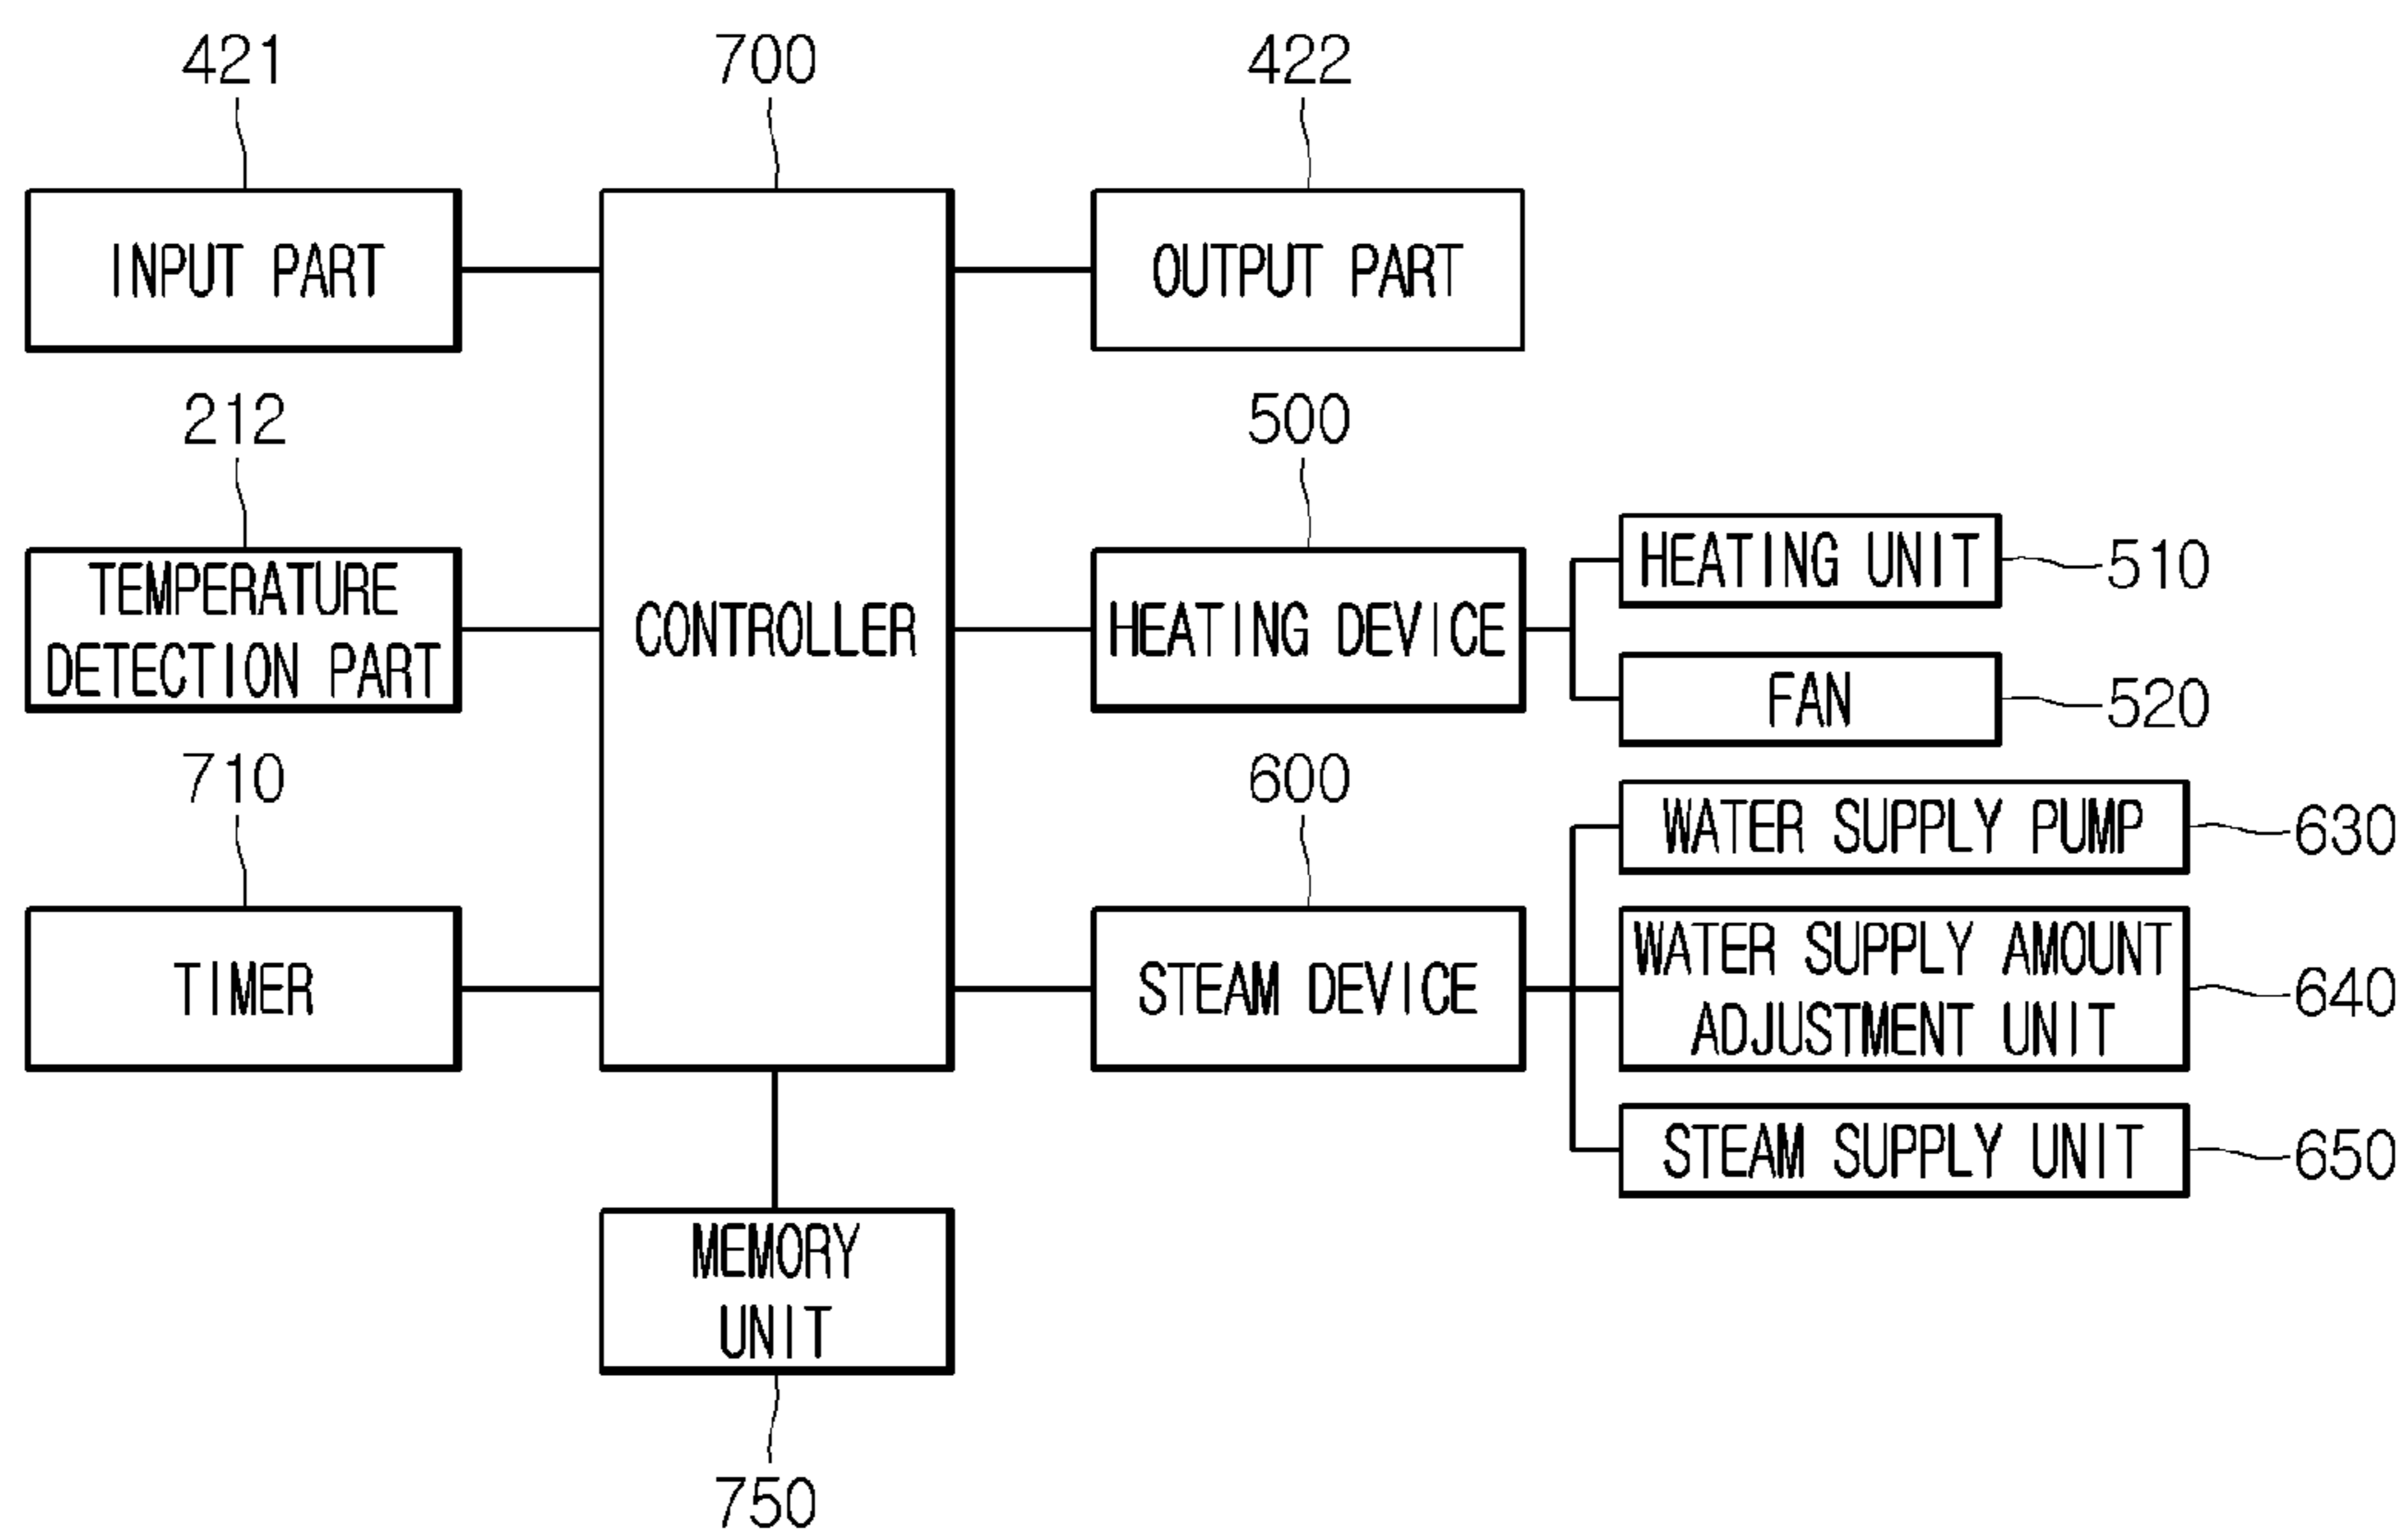 421
700
422
INPUT PART
OUTPUT PART
212
500
TEMPERATURE
DETECTION PART
CONTROLLER
HEATING DEVICE
HEATING UNIT
510
FAN
520
710
600
TIMER
STEAM DEVICE
WATER SUPPLY PUMP
630
WATER SUPPLY AMOUNT
ADJUSTMENT UNIT
640
STEAM SUPPLY UNIT
650
MEMORY
UNIT
750